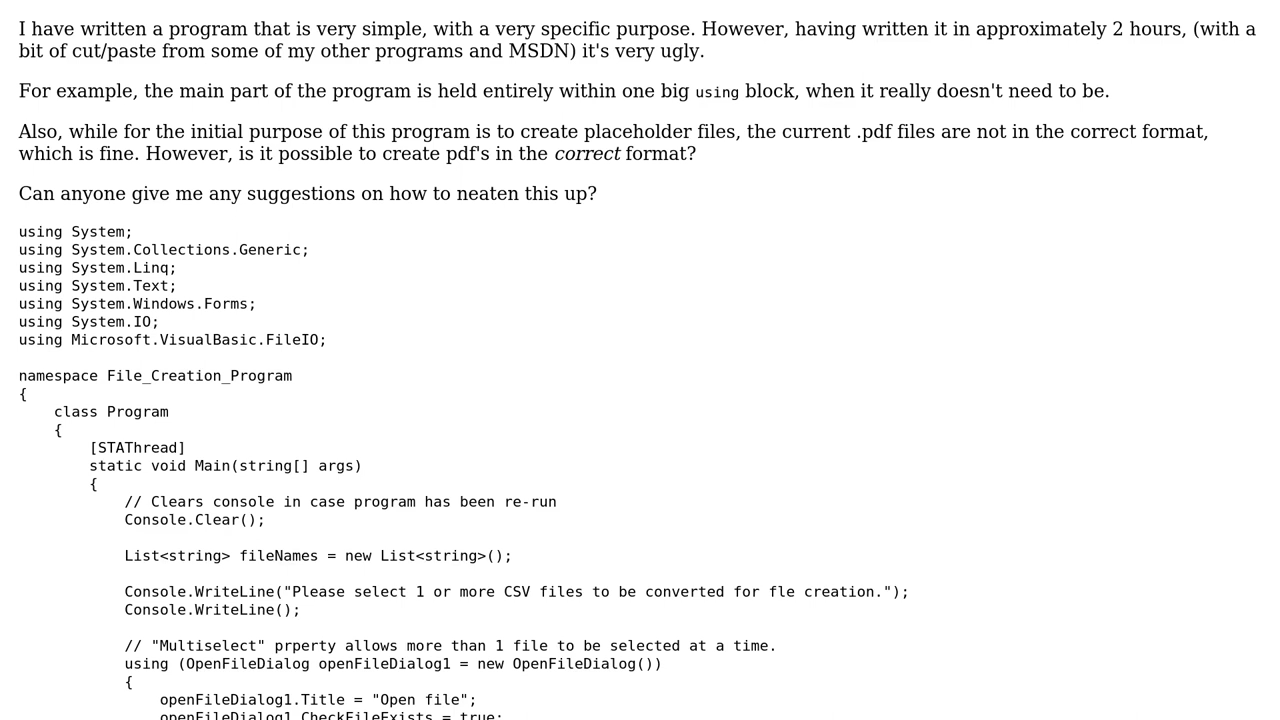 I have written a program that is very simple, with a very specific purpose. However, having written it in approximately 2 hours, (with a
bit of cut/paste from some of my other programs and MSDN) it's very ugly.
For example, the main part of the program is held entirely within one big using block, when it really doesn't need to be.
Also, while for the initial purpose of this program is to create placeholder files, the current .pdf files are not in the correct format,
which is fine. However, is it possible to create pdf's in the correct format?
Can anyone give me any suggestions on how to neaten this up?
using System;
using System.Collections.Generic;
using System.Linq;
using System.Text;
using System.Windows.Forms;
using System.IO;
using Microsoft.VisualBasic.FileIO;
namespace File_Creation_Program
{
    class Program
    {
        [STAThread]
        static void Main(string[] args)
        {
            // Clears console in case program has been re-run
            Console.Clear();
            List<string> fileNames = new List<string>();
            Console.WriteLine("Please select 1 or more CSV files to be converted for fle creation.");
            Console.WriteLine();
            // "Multiselect" prperty allows more than 1 file to be selected at a time.
            using (OpenFileDialog openFileDialog1 = new OpenFileDialog())
            {
                openFileDialog1.Title = "Open file";
                openFileDialog1.CheckFileExists = true;